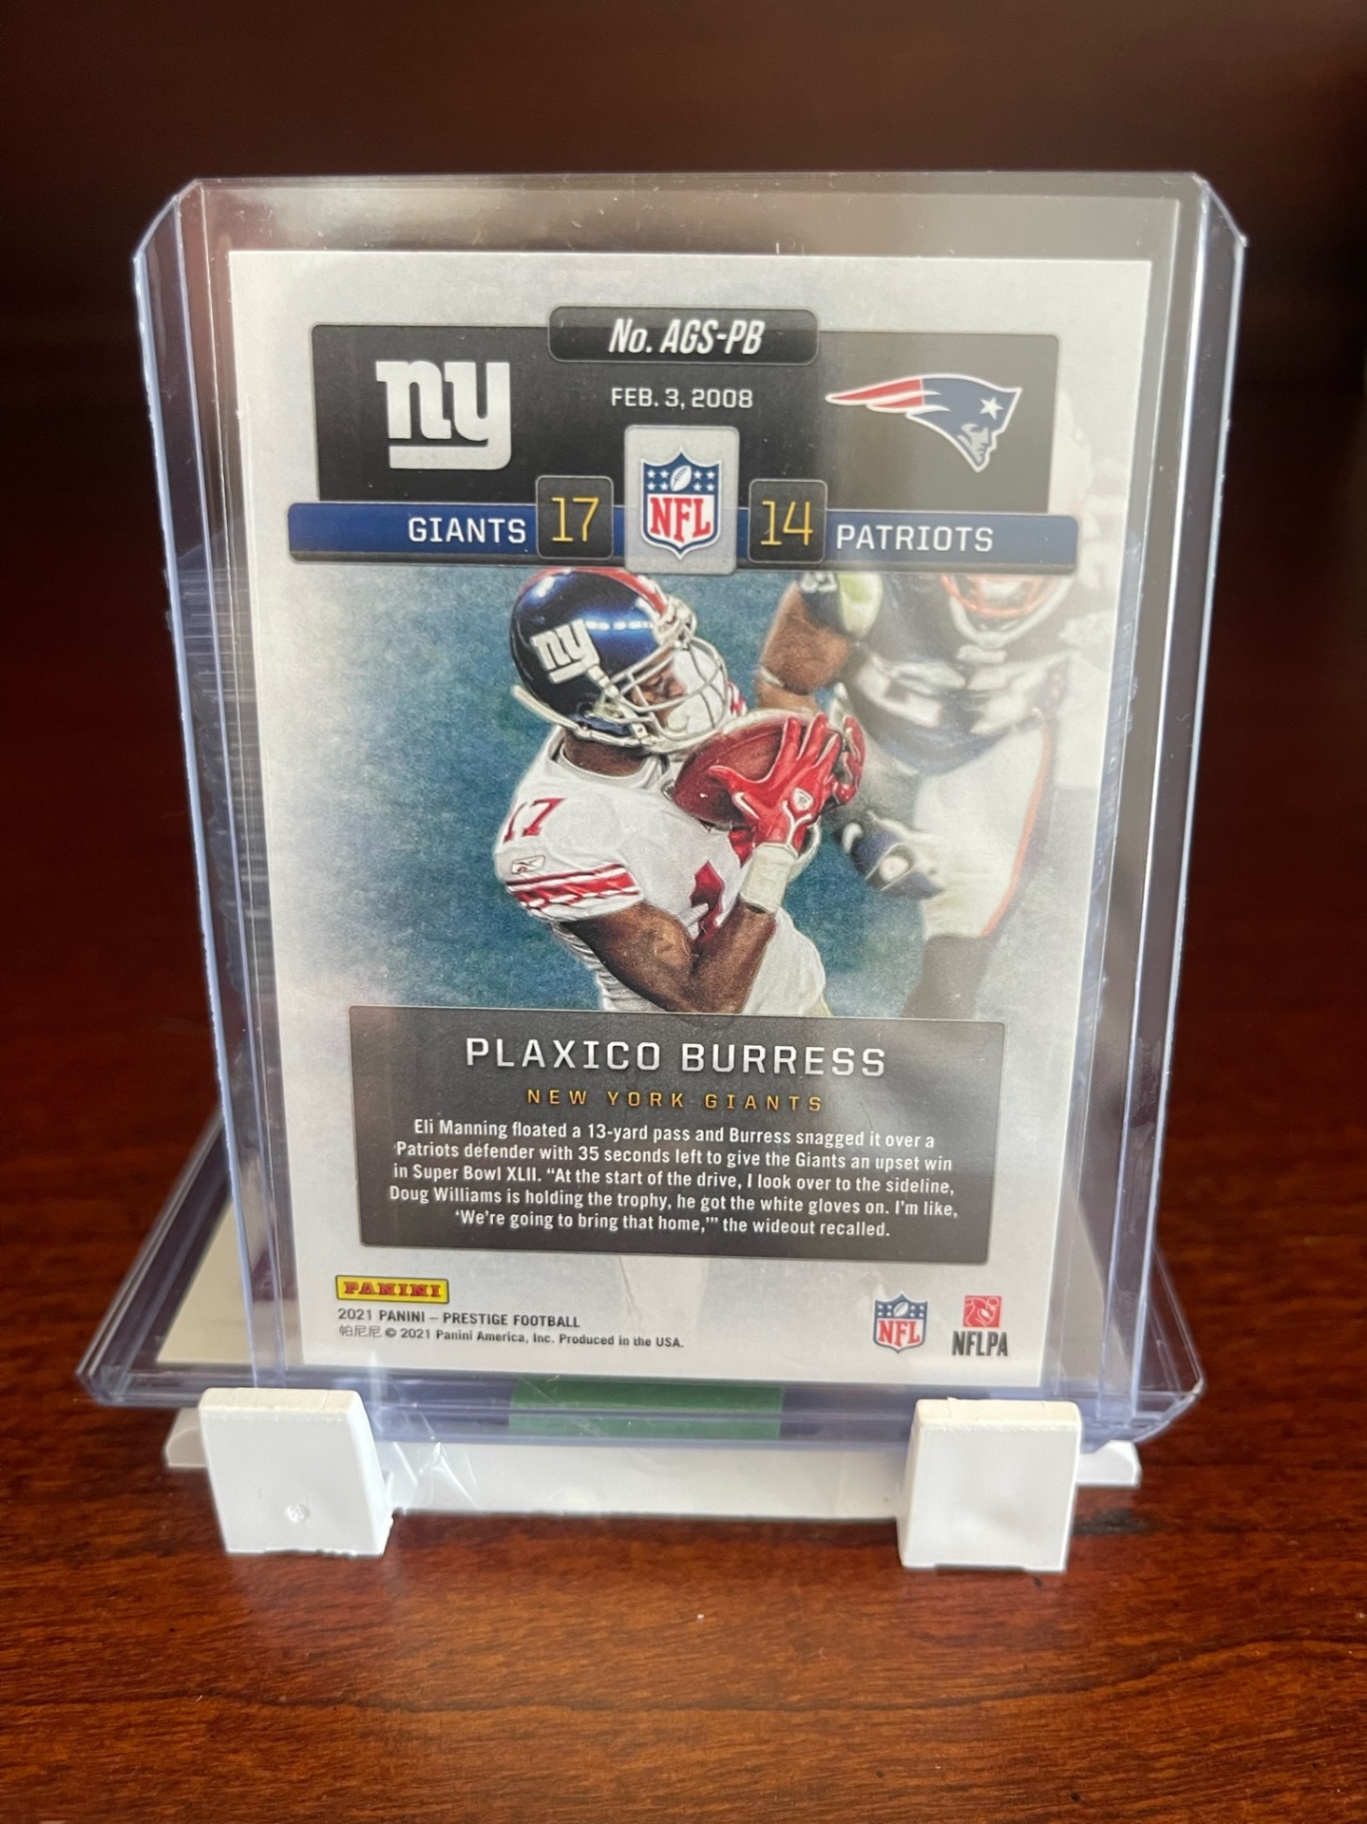 No. AGS-PB
ny
FEB. 3, 2008
NFL
GIANTS 17 14 PATRIOTS
ny
17
PLAXICO BURRESS
NEW YORK GIANTS
Eli Manning floated a 13-yard pass and Burress snagged it over a
Patriots defender with 35 seconds left to give the Giants an upset win
in Super Bowl XLII. “At the start of the drive, I look over to the sideline,
Doug Williams is holding the trophy, he got the white gloves on. I'm like,
‘We're going to bring that home,’” the wideout recalled.
PANINI
2021 PANINI – PRESTIGE FOOTBALL
帕尼尼 © 2021 Panini America, Inc. Produced in the USA.
NFL
NFLPA